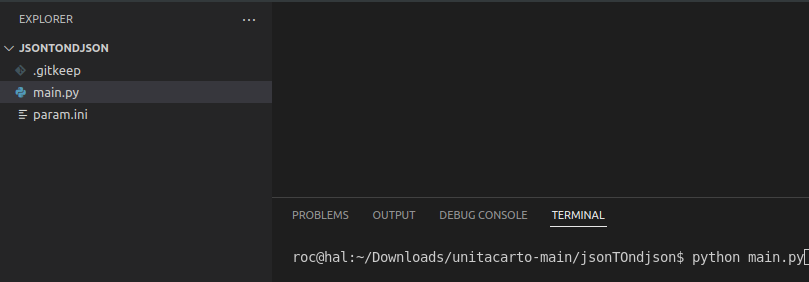 EXPLORER
JSONTONDJSON
.gitkeep
main.py
param.ini
PROBLEMS OUTPUT DEBUG CONSOLE TERMINAL
roc@hal:~/Downloads/unitacarto-main/jsonTOndjson$ python main.py